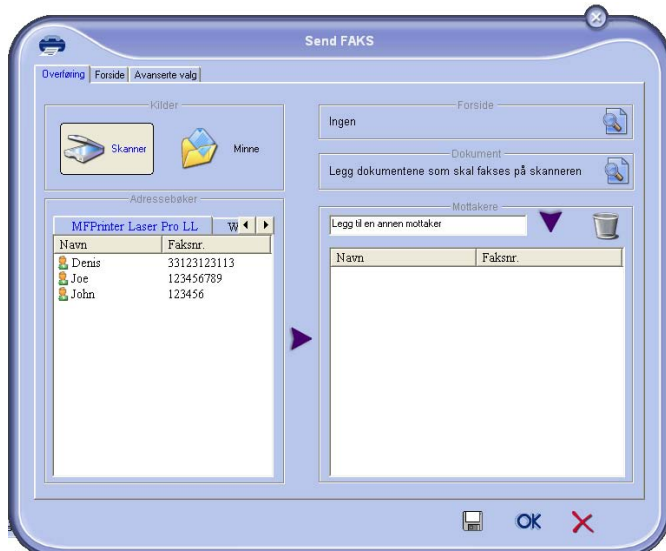 Send FAKS
Overføring Forside Avanserte valg
Kilder
Skanner
Minne
Forside
Ingen
Dokument
Legg dokumentene som skal fakses på skanneren
Adressebøker
MFPrinter Laser Pro LL W
Navn Faksnr.
Denis 33123123113
Joe 123456789
John 123456
Mottakere
Legg til en annen mottaker
Navn Faksnr.
OK